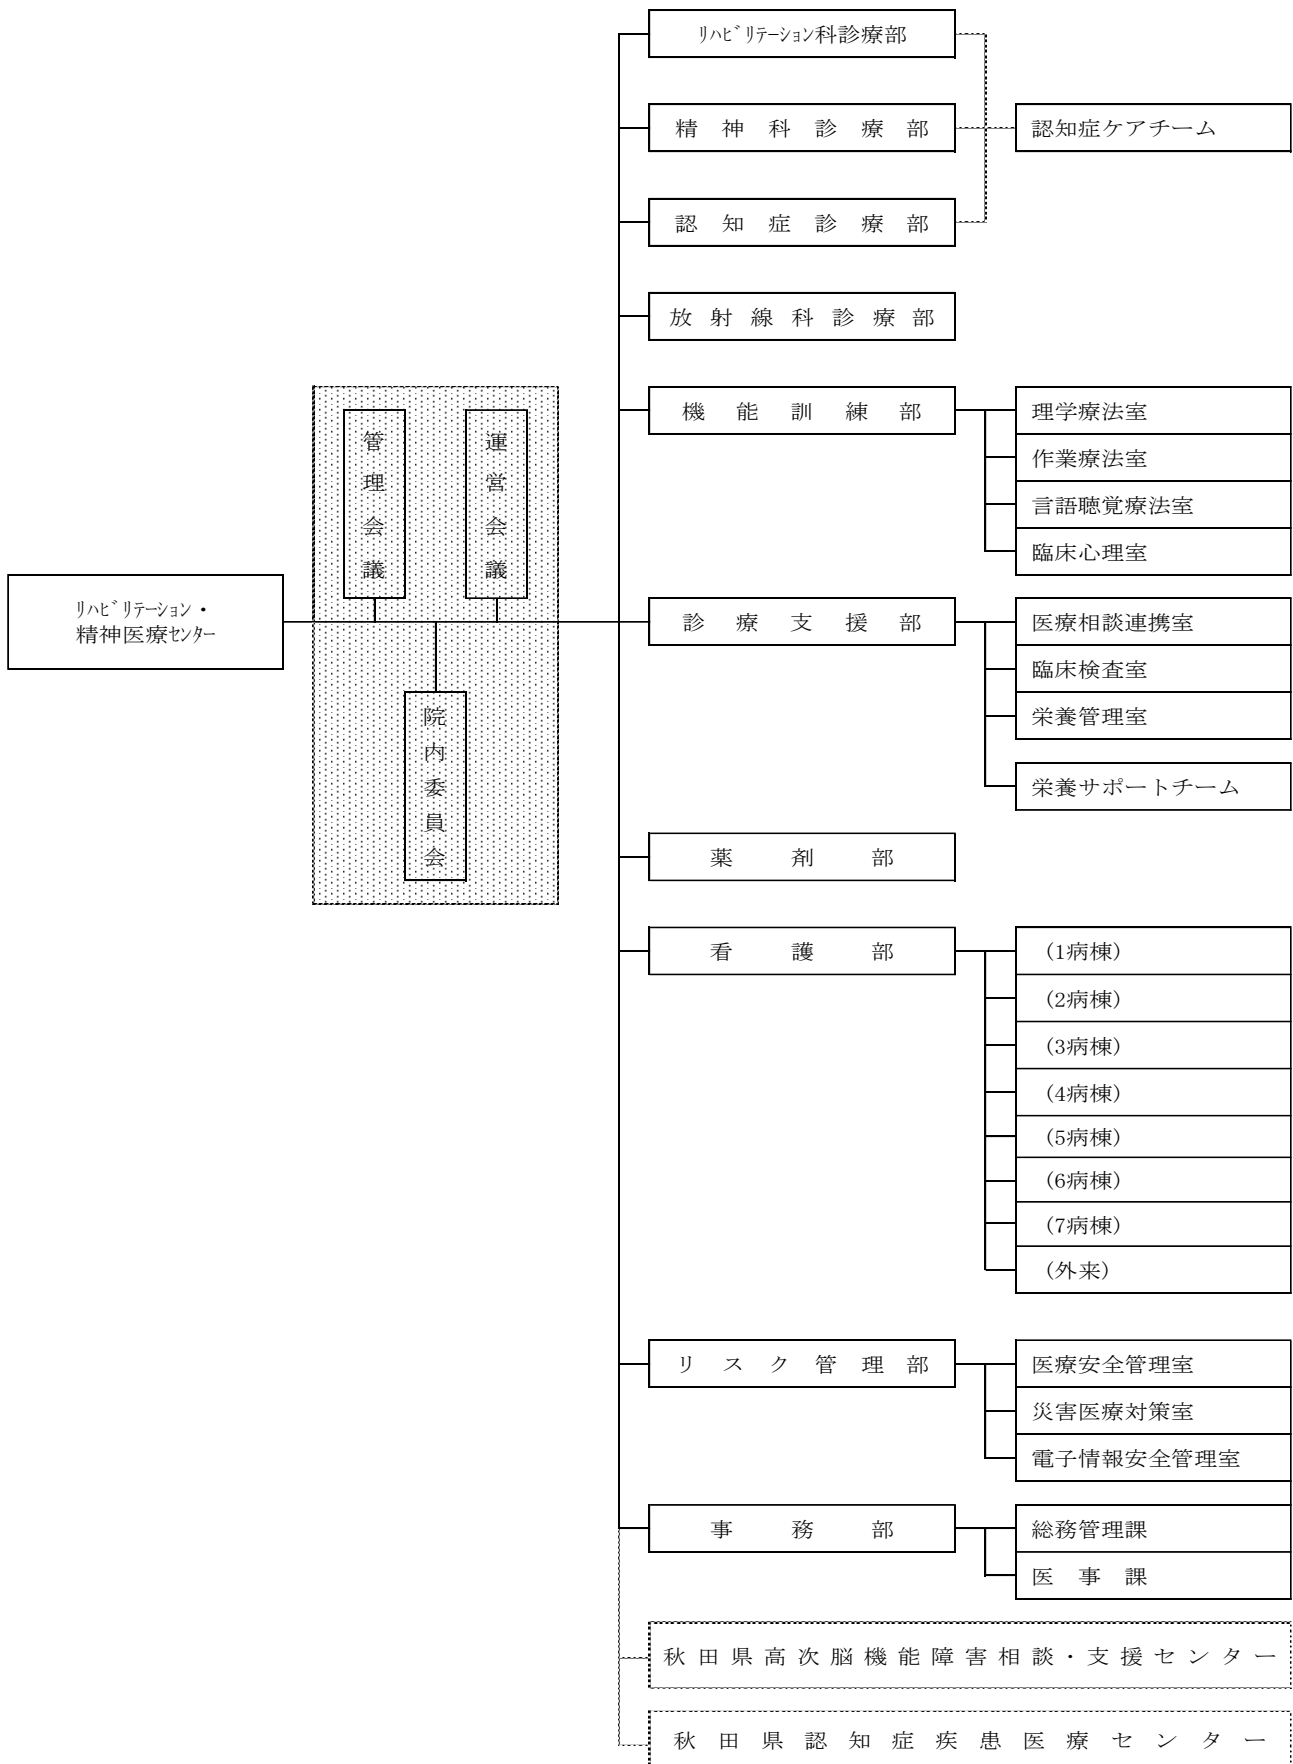 リハビリテーション・
精神医療センター
管理会議
運営会議
院内委員会
リハビリテーション科診療部
精神科診療部
認知症診療部
認知症ケアチーム
放射線科診療部
機能訓練部
理学療法室
作業療法室
言語聴覚療法室
臨床心理室
診療支援部
医療相談連携室
臨床検査室
栄養管理室
栄養サポートチーム
薬剤部
看護部
(1病棟)
(2病棟)
(3病棟)
(4病棟)
(5病棟)
(6病棟)
(7病棟)
(外来)
リスク管理部
医療安全管理室
災害医療対策室
電子情報安全管理室
事務部
総務管理課
医事課
秋田県高次脳機能障害相談・支援センター
秋田県認知症疾患医療センター